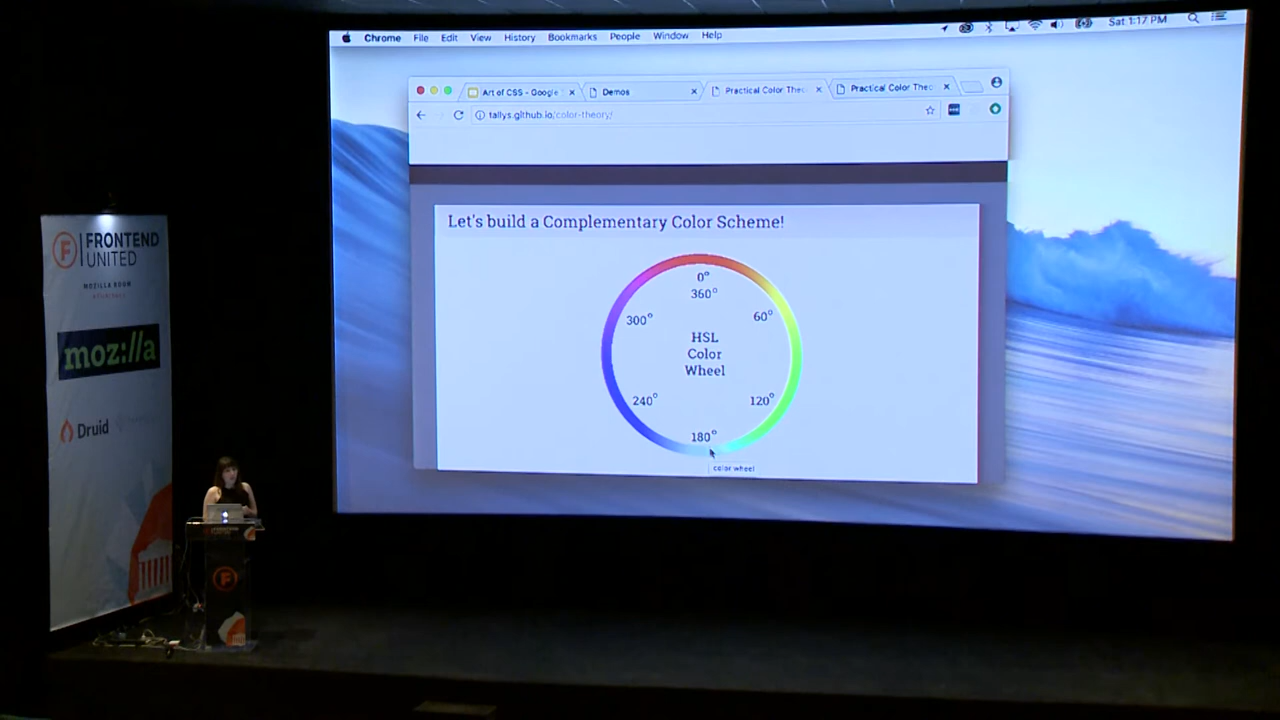 Chrome File Edit View History Bookmarks People Window Help
Sat 1:17 PM
Art of CSS - Google
Demos
Practical Color Theo
Practical Color Theo
tallys.github.io/color-theory/
Let's build a Complementary Color Scheme!
0°
360°
300°
60°
HSL
Color
Wheel
240°
120°
180°
color wheel
FRONTEND
UNITED
MOZILLA ROOM
moz://a
Druid